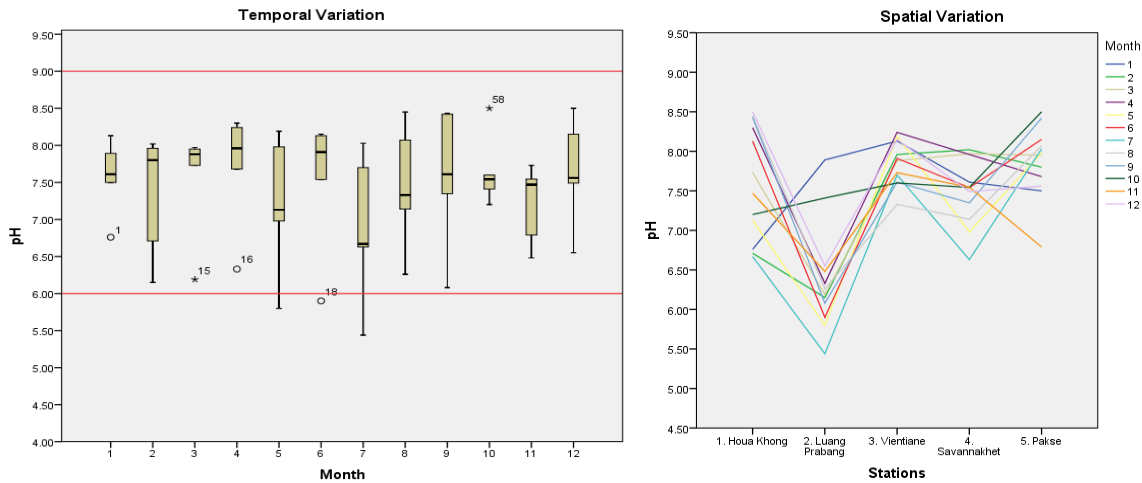 Temporal Variation
9.50
9.00
8.50
8.00
7.50
7.00
6.50
6.00
5.50
5.00
4.50
4.00
pH
1
15
16
18
58
1 2 3 4 5 6 7 8 9 10 11 12
Month
Spatial Variation
9.50
9.00
8.50
8.00
7.50
7.00
6.50
6.00
5.50
5.00
4.50
pH
1. Houa Khong
2. Luang
Prabang
3. Vientiane
4.
Savannakhet
5. Pakse
Stations
Month
1
2
3
4
5
6
7
8
9
10
11
12